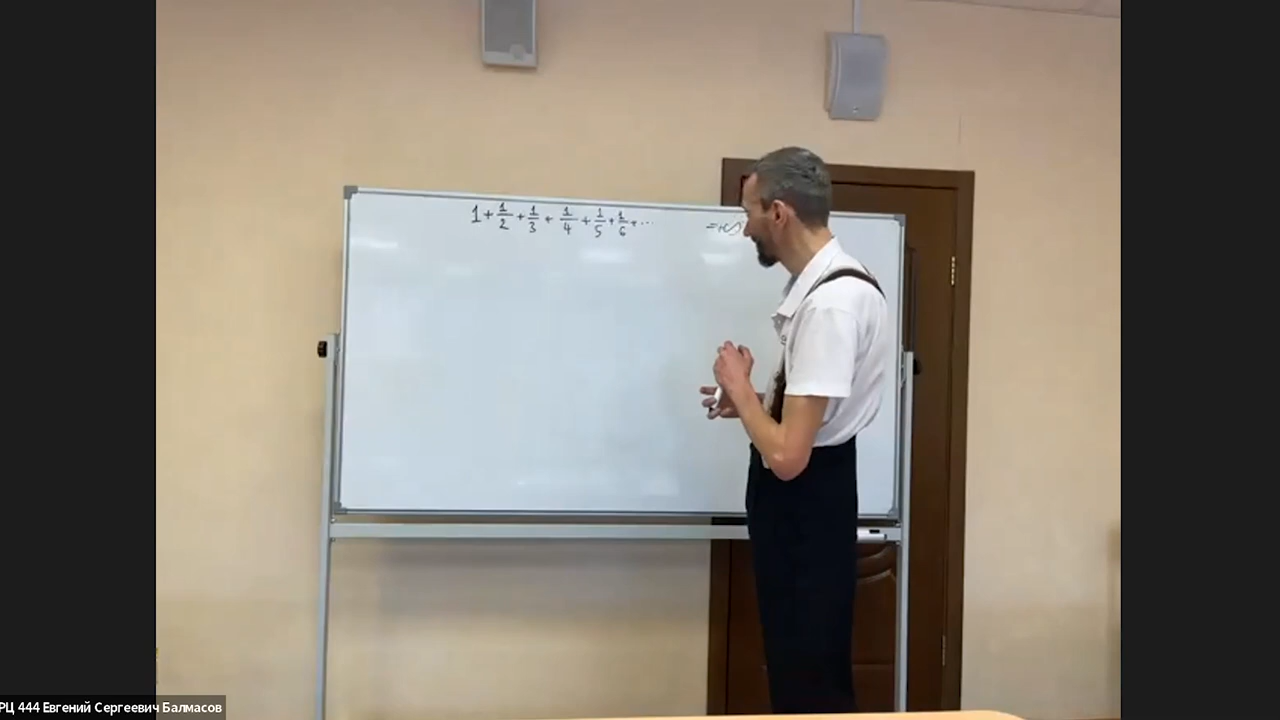 1 + 1/2 + 1/3 + 1/4 + 1/5 + 1/6 + ...
РЦ 444 Евгений Сергеевич Балмасов